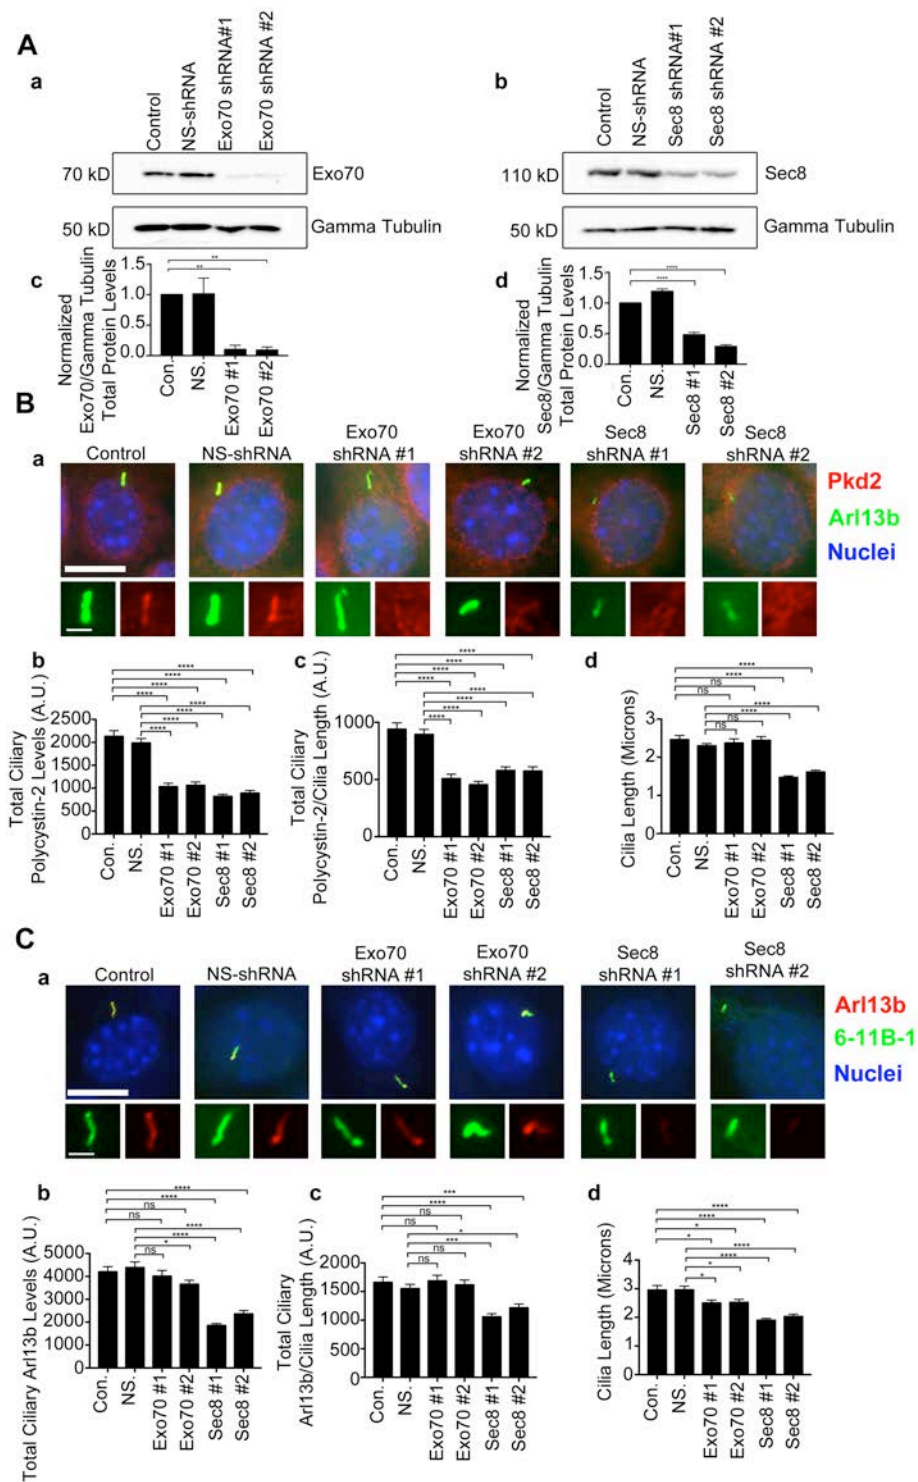 A
a
Control
NS-shRNA
Exo70 shRNA#1
Exo70 shRNA #2
70 kD
Exo70
50 kD
Gamma Tubulin
b
Control
NS-shRNA
Sec8 shRNA#1
Sec8 shRNA #2
110 kD
Sec8
50 kD
Gamma Tubulin
c
Normalized
Exo70/Gamma Tubulin
Total Protein Levels
1.5
1.0
0.5
0.0
**
**
Con.
NS.
Exo70 #1
Exo70 #2
d
Normalized
Sec8/Gamma Tubulin
Total Protein Levels
1.5
1.0
0.5
0.0
****
****
Con.
NS.
Sec8 #1
Sec8 #2
B
a
Control
NS-shRNA
Exo70
shRNA #1
Exo70
shRNA #2
Sec8
shRNA #1
Sec8
shRNA #2
Pkd2
Arl13b
Nuclei
b
Total Ciliary
Polycystin-2 Levels (A.U.)
2500
2000
1500
1000
500
0
****
****
****
****
****
****
****
****
Con.
NS.
Exo70 #1
Exo70 #2
Sec8 #1
Sec8 #2
c
Total Ciliary
Polycystin-2/Cilia Length (A.U.)
1000
500
0
****
****
****
****
****
****
****
****
Con.
NS.
Exo70 #1
Exo70 #2
Sec8 #1
Sec8 #2
d
Cilia Length (Microns)
3
2
1
0
****
****
ns
ns
****
****
ns
ns
Con.
NS.
Exo70 #1
Exo70 #2
Sec8 #1
Sec8 #2
C
a
Control
NS-shRNA
Exo70
shRNA #1
Exo70
shRNA #2
Sec8
shRNA #1
Sec8
shRNA #2
Arl13b
6-11B-1
Nuclei
b
Total Ciliary Arl13b Levels (A.U.)
5000
4000
3000
2000
1000
0
****
****
ns
ns
****
****
*
ns
Con.
NS.
Exo70 #1
Exo70 #2
Sec8 #1
Sec8 #2
c
Total Ciliary
Arl13b/Cilia Length (A.U.)
2000
1500
1000
500
0
***
****
ns
ns
*
***
ns
ns
Con.
NS.
Exo70 #1
Exo70 #2
Sec8 #1
Sec8 #2
d
Cilia Length (Microns)
4
3
2
1
0
****
****
*
*
****
****
*
*
Con.
NS.
Exo70 #1
Exo70 #2
Sec8 #1
Sec8 #2